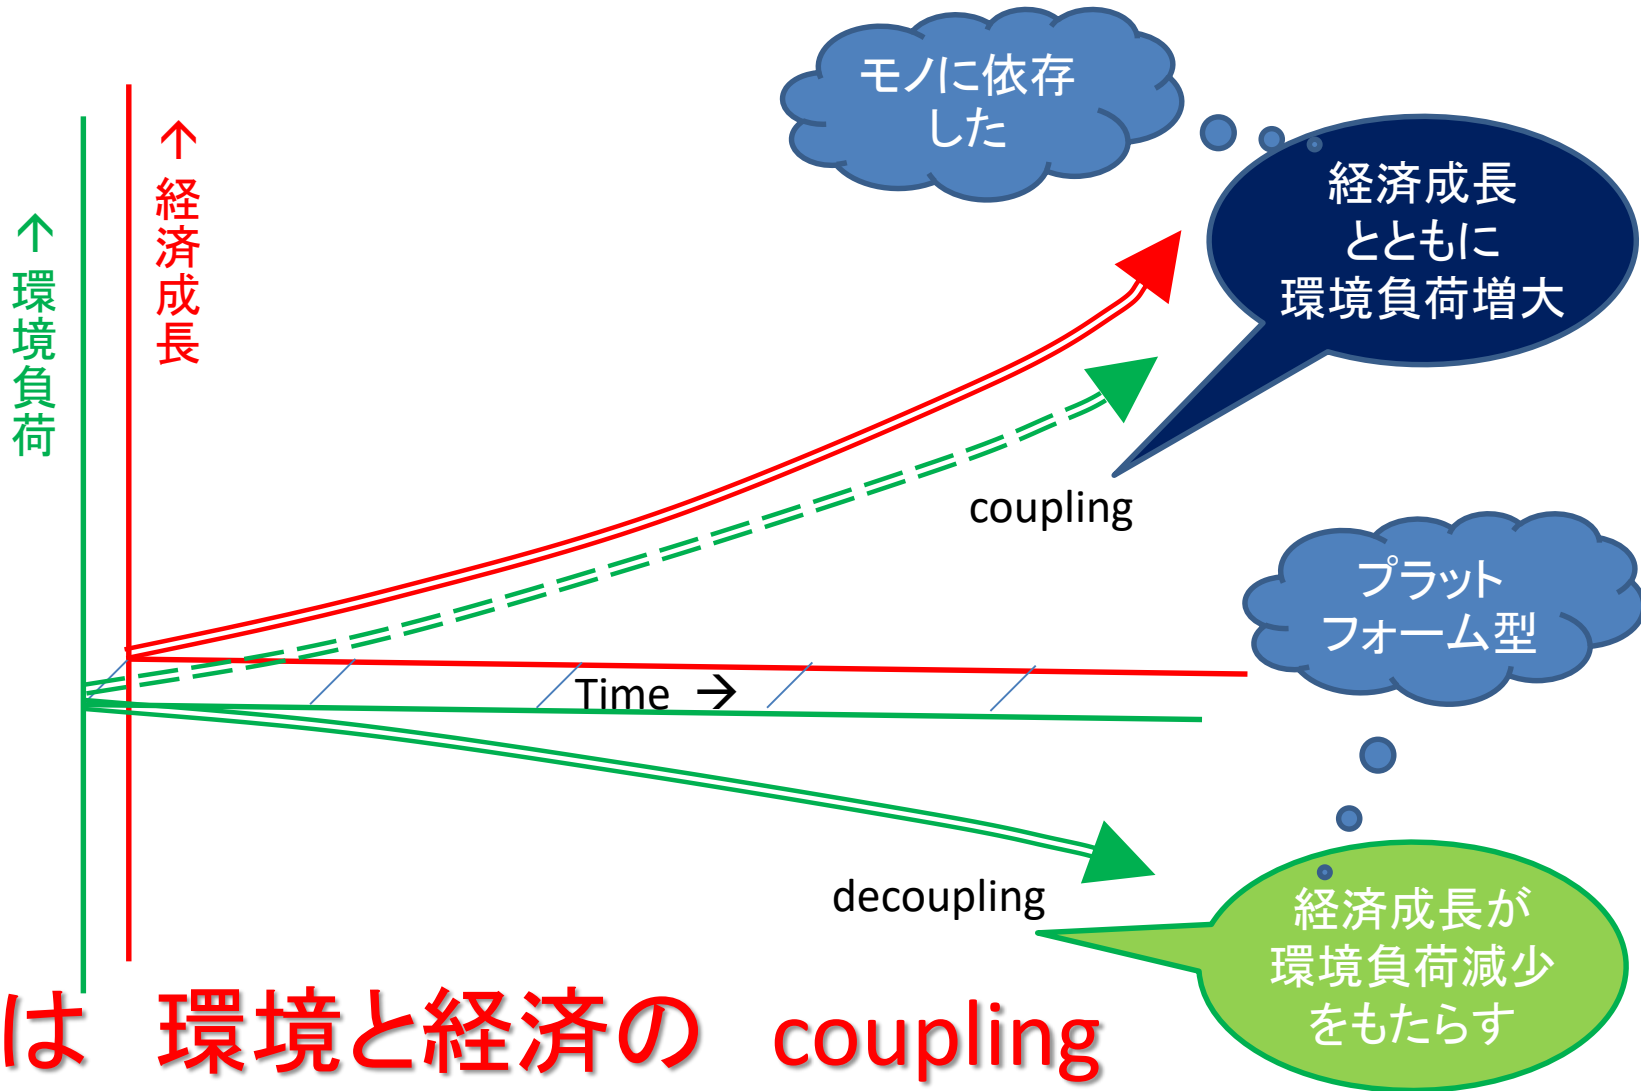 モノに依存
した
↑経済成長
↑環境負荷
経済成長
とともに
環境負荷増大
coupling
プラット
フォーム型
Time →
decoupling
経済成長が
環境負荷減少
をもたらす
は 環境と経済の coupling